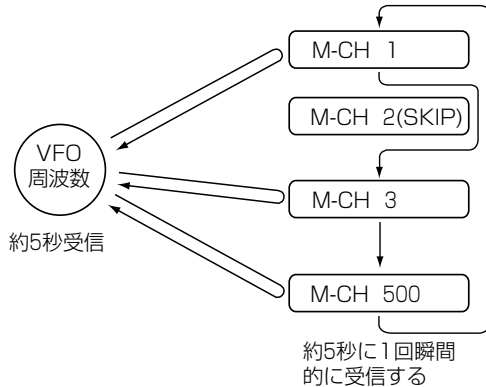 M-CH 1
M-CH 2(SKIP)
VFO
周波数
M-CH 3
約5秒受信
M-CH 500
約5秒に1回瞬間
的に受信する